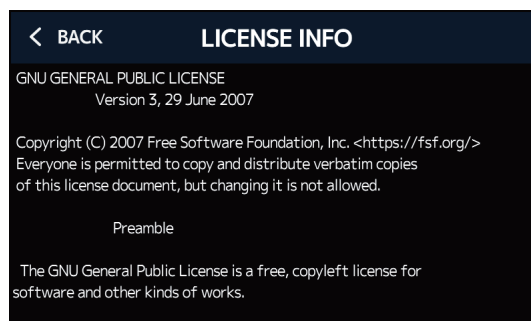 BACK
LICENSE INFO
GNU GENERAL PUBLIC LICENSE
Version 3, 29 June 2007
Copyright (C) 2007 Free Software Foundation, Inc. <https://fsf.org/>
Everyone is permitted to copy and distribute verbatim copies
of this license document, but changing it is not allowed.
Preamble
The GNU General Public License is a free, copyleft license for
software and other kinds of works.